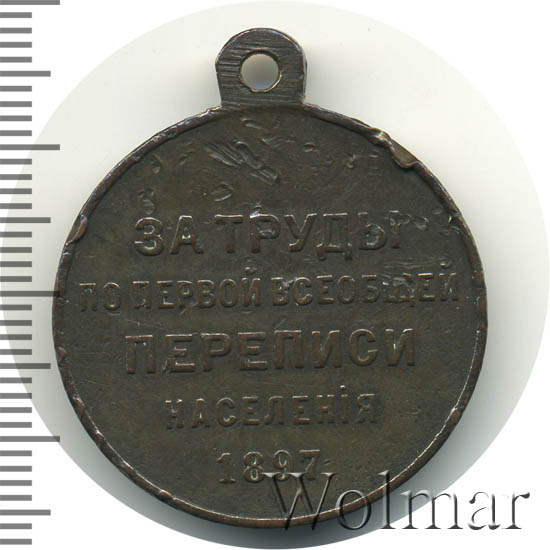 ЗА ТРУДЫ
ПО ПЕРВОЙ ВСЕОБЩЕЙ
ПЕРЕПИСИ
НАСЕЛЕНІЯ
1897.
Wolmar